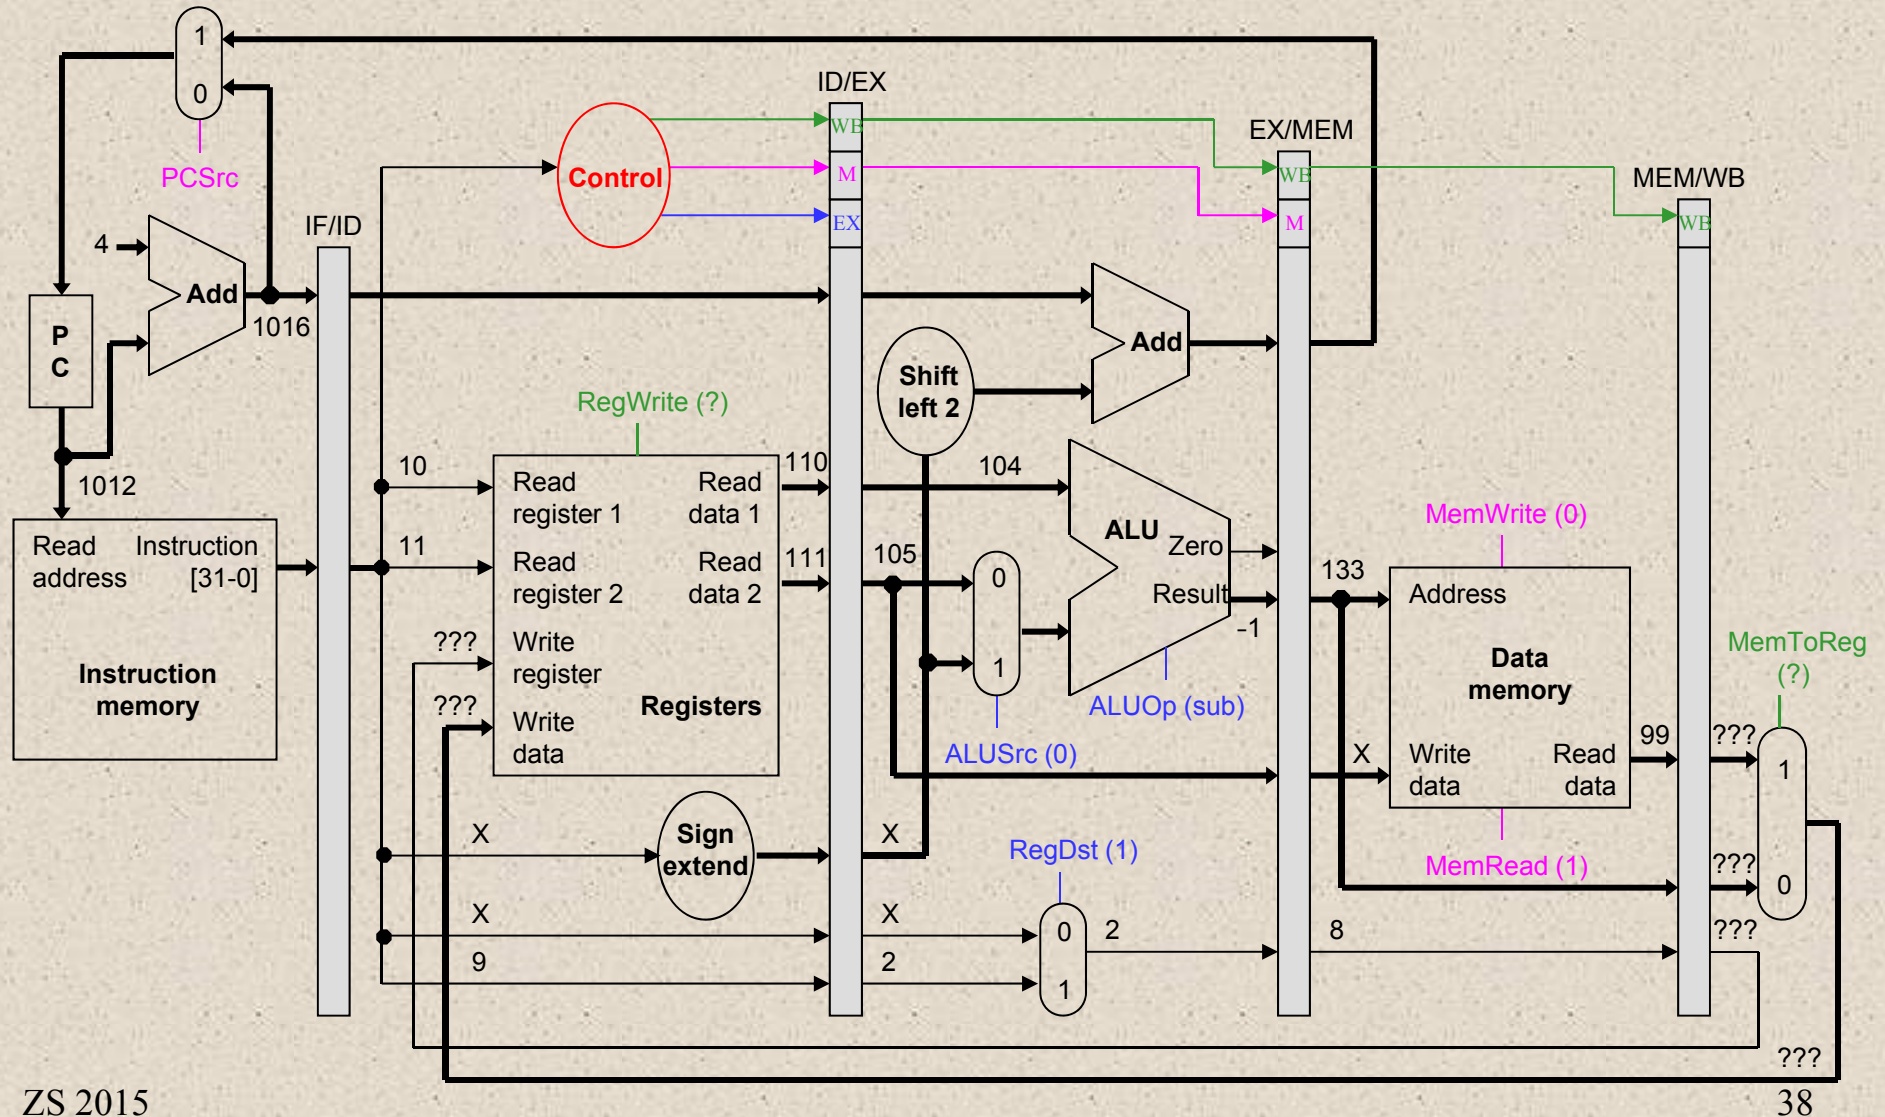 1
0
PCSrc
4
Add
1016
P
C
1012
Read
address
Instruction
[31-0]
Instruction
memory
IF/ID
Control
ID/EX
WB
M
EX
EX/MEM
WB
M
MEM/WB
WB
RegWrite (?)
10
11
???
???
Read
register 1
Read
data 1
Read
register 2
Read
data 2
Write
register
Write
data
Registers
110
111
X
Sign
extend
X
9
Shift
left 2
Add
104
105
0
1
ALUSrc (0)
ALU
Zero
Result
-1
ALUOp (sub)
X
X
2
RegDst (1)
0
1
2
8
133
X
MemWrite (0)
Address
Data
memory
Write
data
Read
data
MemRead (1)
99
MemToReg
(?)
???
1
???
0
???
???
ZS 2015
38